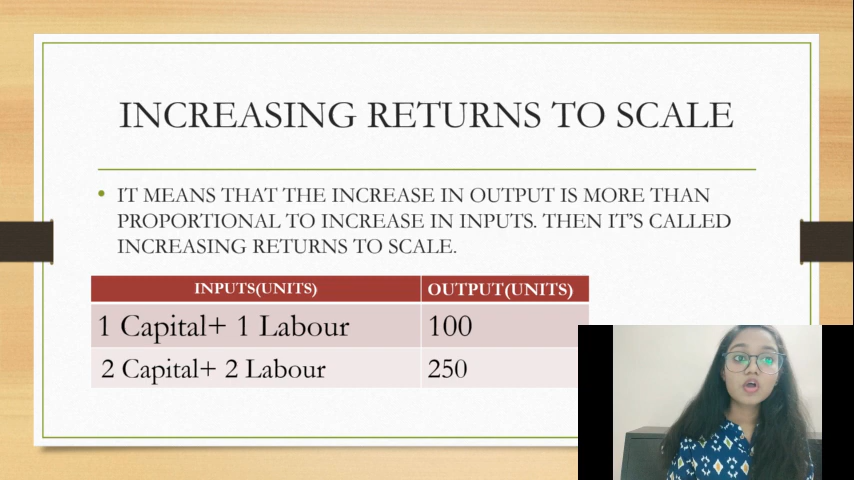 INCREASING RETURNS TO SCALE
• IT MEANS THAT THE INCREASE IN OUTPUT IS MORE THAN
PROPORTIONAL TO INCREASE IN INPUTS. THEN IT’S CALLED
INCREASING RETURNS TO SCALE.
INPUTS(UNITS) OUTPUT(UNITS)
1 Capital+ 1 Labour 100
2 Capital+ 2 Labour 250